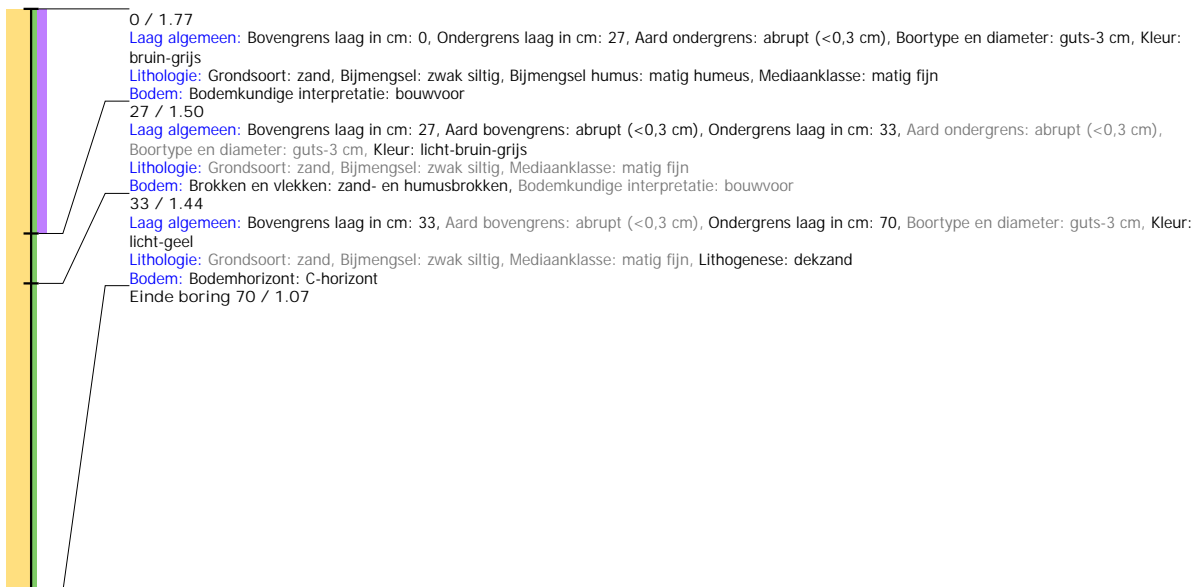 0 / 1.77
Laag algemeen: Bovengrens laag in cm: 0, Ondergrens laag in cm: 27, Aard ondergrens: abrupt (<0,3 cm), Boortype en diameter: guts-3 cm, Kleur:
bruin-grijs
Lithologie: Grondsoort: zand, Bijmengsel: zwak siltig, Bijmengsel humus: matig humeus, Mediaanklasse: matig fijn
Bodem: Bodemkundige interpretatie: bouwvoor
27 / 1.50
Laag algemeen: Bovengrens laag in cm: 27, Aard bovengrens: abrupt (<0,3 cm), Ondergrens laag in cm: 33, Aard ondergrens: abrupt (<0,3 cm),
Boortype en diameter: guts-3 cm, Kleur: licht-bruin-grijs
Lithologie: Grondsoort: zand, Bijmengsel: zwak siltig, Mediaanklasse: matig fijn
Bodem: Brokken en vlekken: zand- en humusbrokken, Bodemkundige interpretatie: bouwvoor
33 / 1.44
Laag algemeen: Bovengrens laag in cm: 33, Aard bovengrens: abrupt (<0,3 cm), Ondergrens laag in cm: 70, Boortype en diameter: guts-3 cm, Kleur:
licht-geel
Lithologie: Grondsoort: zand, Bijmengsel: zwak siltig, Mediaanklasse: matig fijn, Lithogenese: dekzand
Bodem: Bodemhorizont: C-horizont
Einde boring 70 / 1.07